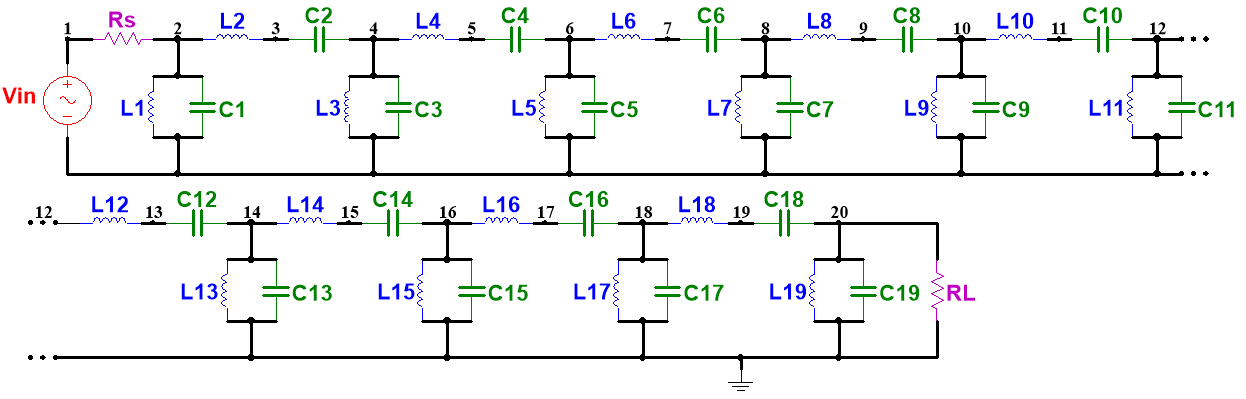 Rs L2 C2 L4 C4 L6 C6 L8 C8 L10 C10
1 2 3 4 5 6 7 8 9 10 11 12
Vin L1 C1 L3 C3 L5 C5 L7 C7 L9 C9 L11 C11
L12 C12 L14 C14 L16 C16 L18 C18
12 13 14 15 16 17 18 19 20
L13 C13 L15 C15 L17 C17 L19 C19 RL